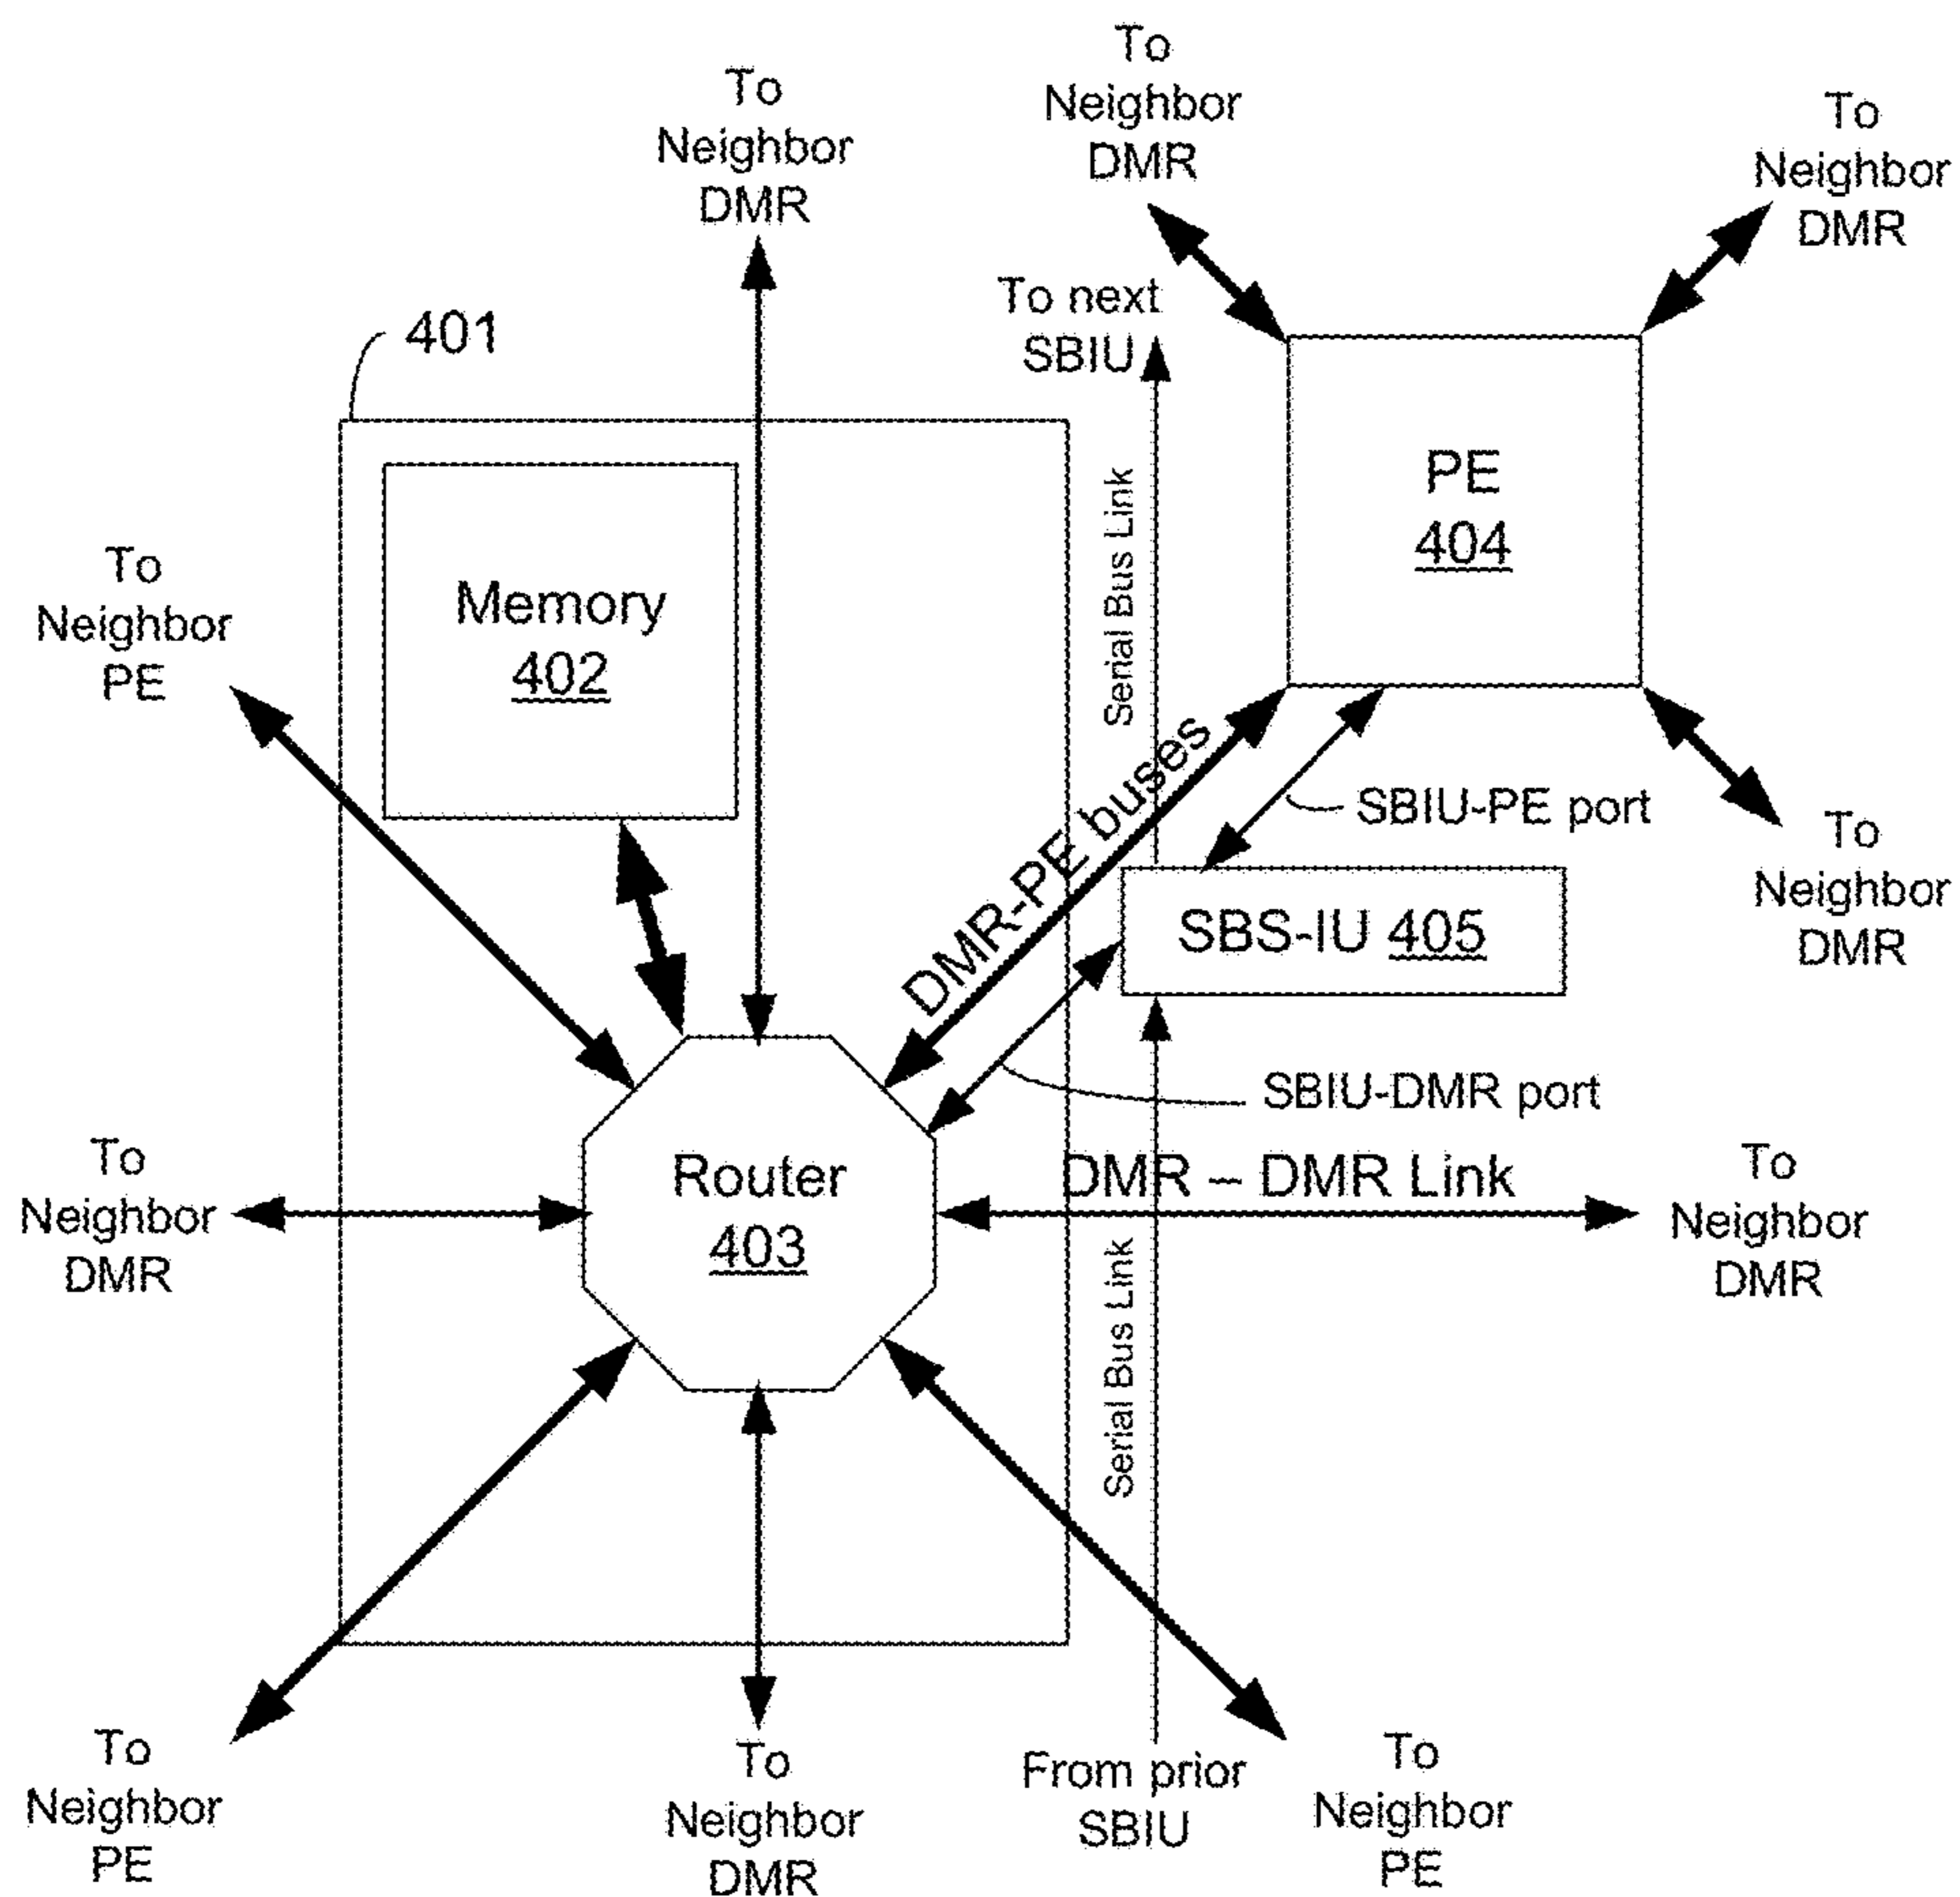 To
Neighbor
DMR
To
Neighbor
DMR
To
Neighbor
DMR
To next
SBIU
401
PE
404
Serial Bus Link
Memory
402
To
Neighbor
PE
DMR-PE buses
SBIU-PE port
To
Neighbor
DMR
SBS-IU 405
SBIU-DMR port
To
Neighbor
DMR
Router
403
DMR – DMR Link
To
Neighbor
DMR
Serial Bus Link
To
Neighbor
PE
To
Neighbor
DMR
From prior
SBIU
To
Neighbor
PE